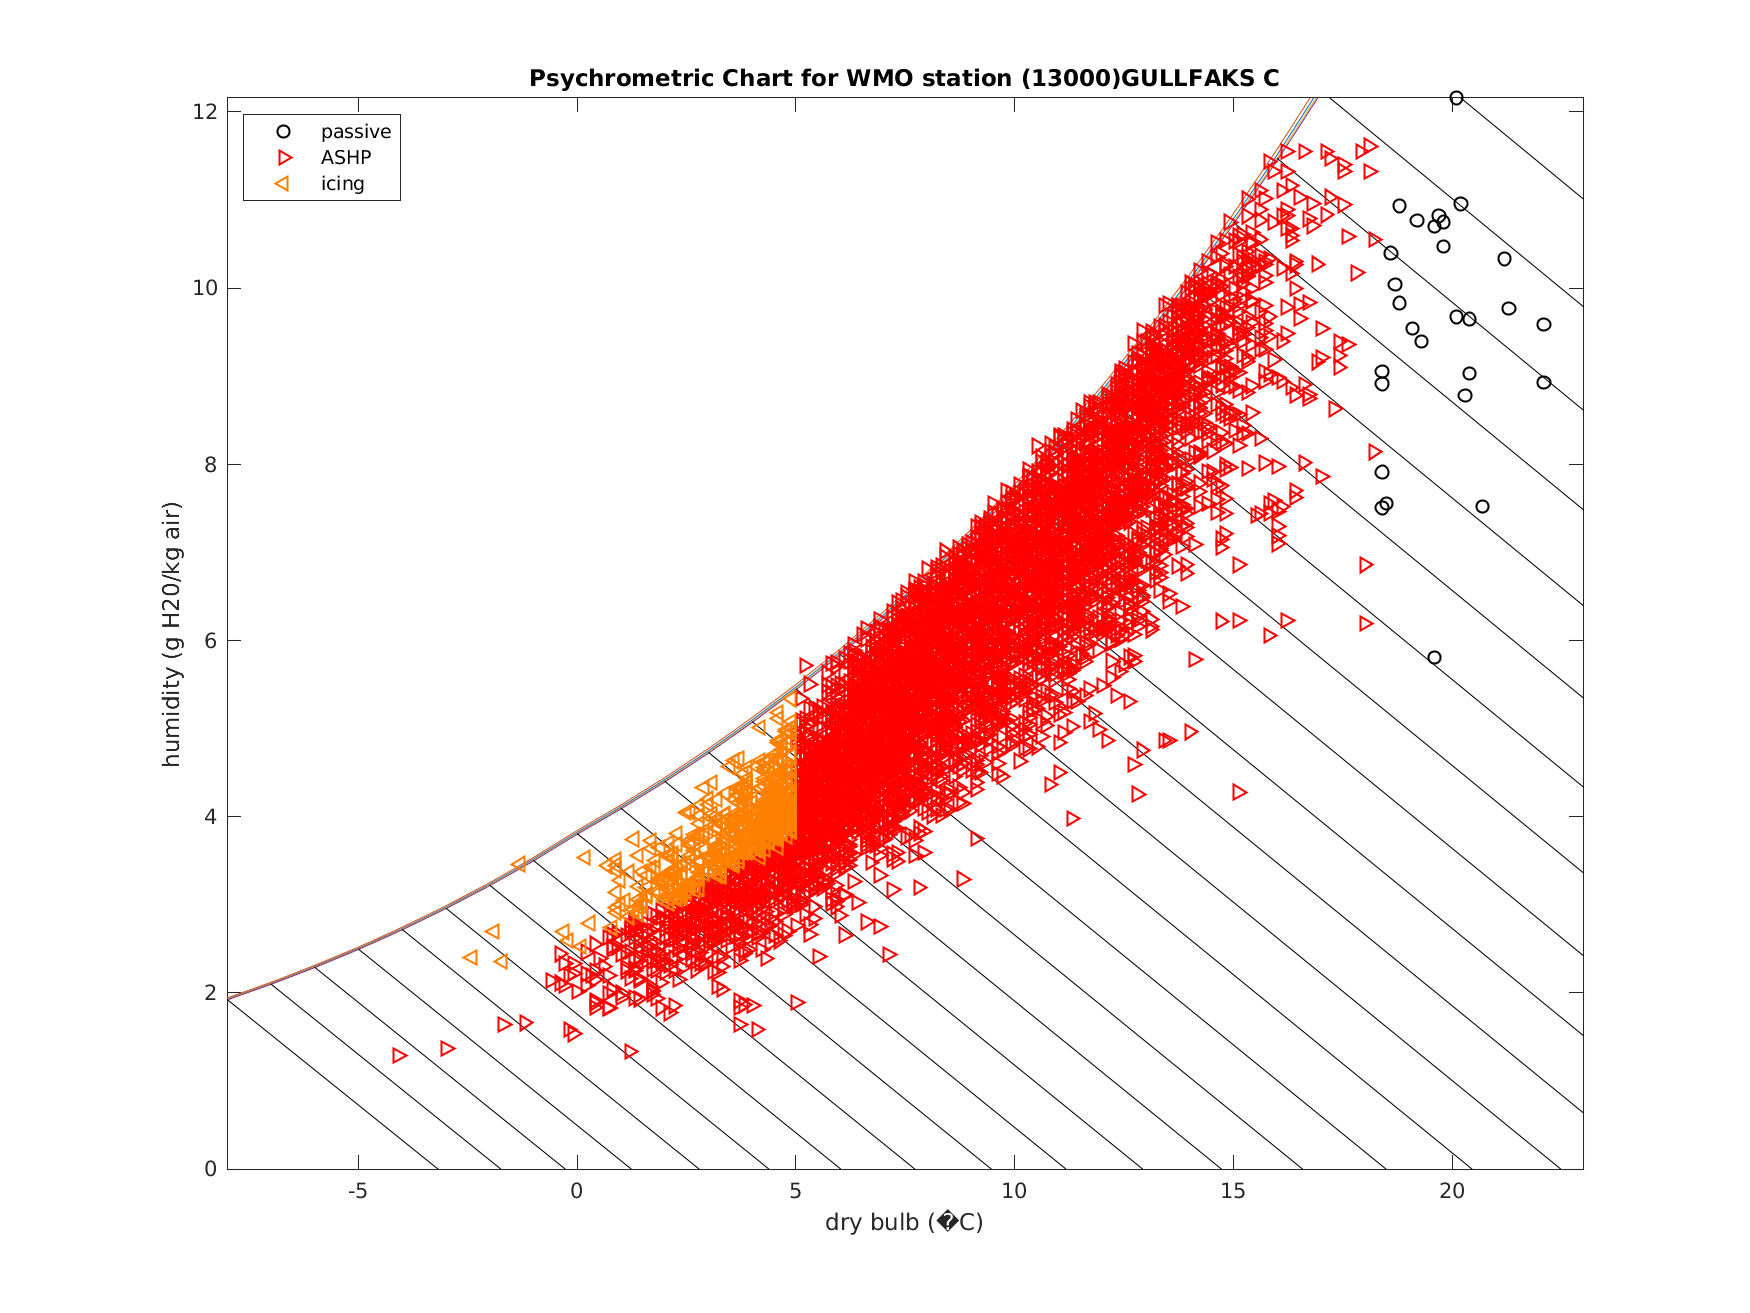 Psychrometric Chart for WMO station (13000)GULLFAKS C
passive
ASHP
icing
humidity (g H20/kg air)
12
10
8
6
4
2
0
-5
0
5
10
15
20
dry bulb (�C)